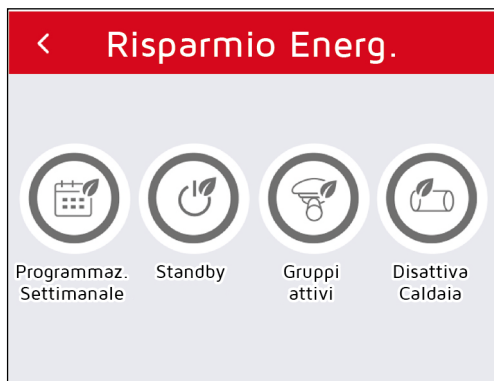 Risparmio Energ.
Programmaz.
Settimanale
Standby
Gruppi
attivi
Disattiva
Caldaia